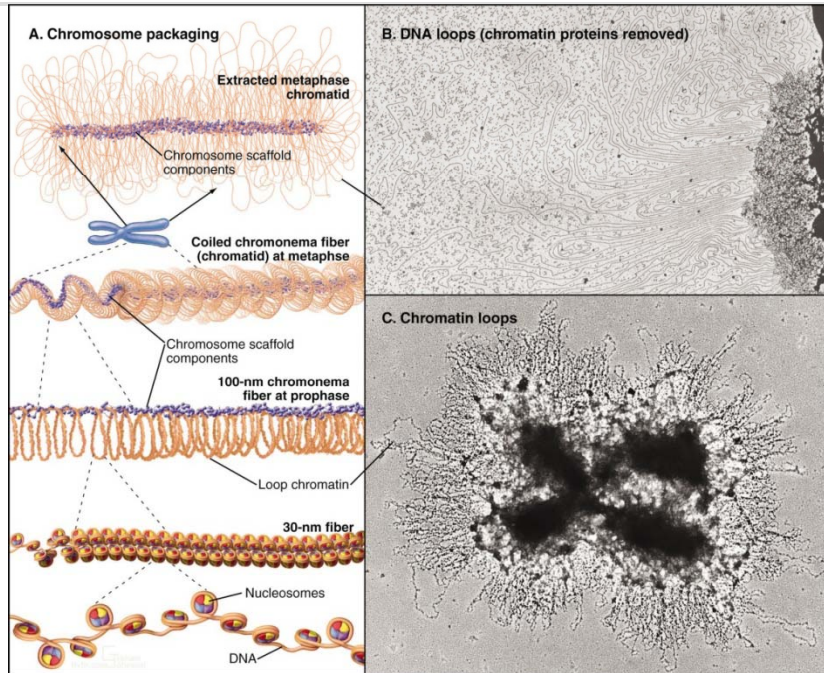 A. Chromosome packaging
Extracted metaphase
chromatid
Chromosome scaffold
components
Coiled chromonema fiber
(chromatid) at metaphse
Chromosome scaffold
components
100-nm chromonema
fiber at prophase
Loop chromatin
30-nm fiber
Nucleosomes
DNA
B. DNA loops (chromatin proteins removed)
C. Chromatin loops